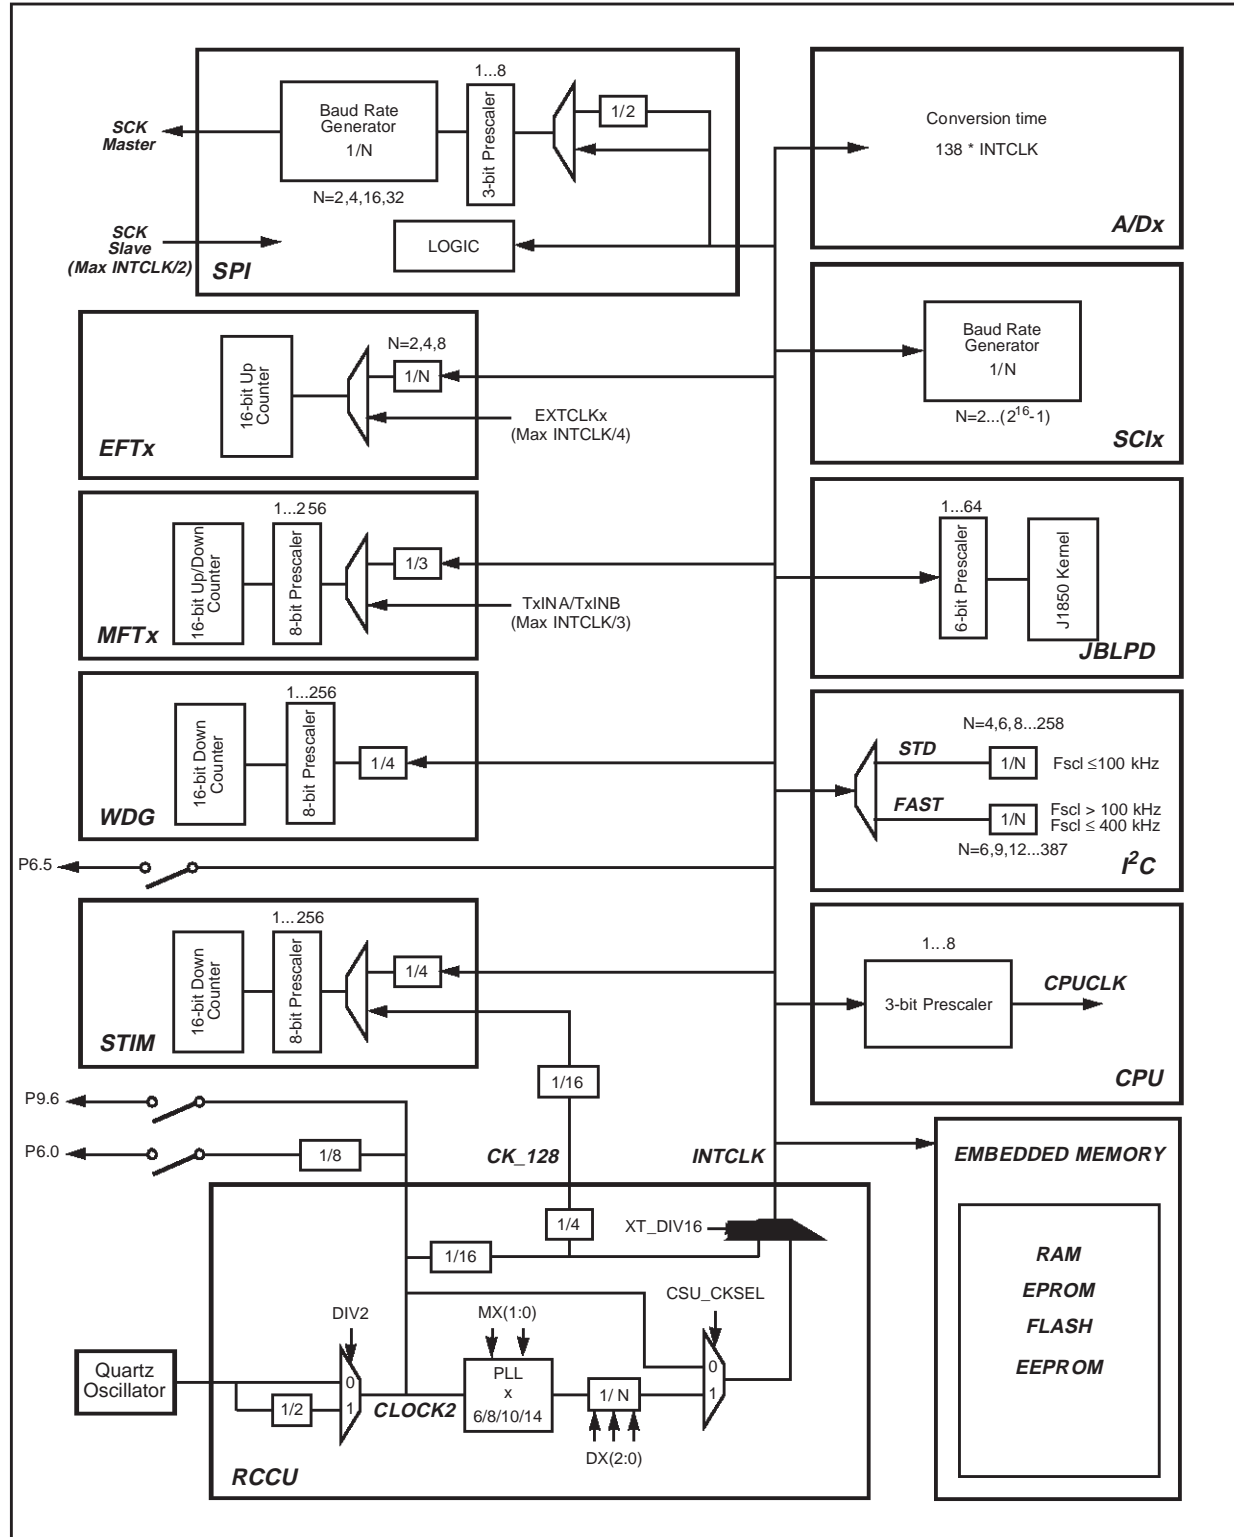 1...8
Baud Rate
Generator
1/N
3-bit Prescaler
1/2
SCK
Master
N=2,4,16,32
SCK
Slave
(Max INTCLK/2)
LOGIC
SPI
Conversion time
138 * INTCLK
A/Dx
N=2,4,8
16-bit Up
Counter
1/N
EXTCLKx
(Max INTCLK/4)
EFTx
Baud Rate
Generator
1/N
N=2...(2^16-1)
SCIx
1...256
16-bit Up/Down
Counter
8-bit Prescaler
1/3
TxINA/TxINB
(Max INTCLK/3)
MFTx
1...64
6-bit Prescaler
J1850 Kernel
JBLPD
1...256
16-bit Down
Counter
8-bit Prescaler
1/4
WDG
N=4,6,8...258
STD
1/N
Fscl ≤100 kHz
FAST
1/N
Fscl > 100 kHz
Fscl ≤ 400 kHz
N=6,9,12...387
I²C
P6.5
1...256
16-bit Down
Counter
8-bit Prescaler
1/4
STIM
1...8
3-bit Prescaler
CPUCLK
CPU
1/16
P9.6
P6.0
1/8
CK_128
INTCLK
EMBEDDED MEMORY
RAM
EPROM
FLASH
EEPROM
1/4
XT_DIV16
1/16
CSU_CKSEL
DIV2
MX(1:0)
Quartz
Oscillator
0
1/2
1
CLOCK2
PLL
x
6/8/10/14
1/ N
0
1
DX(2:0)
RCCU